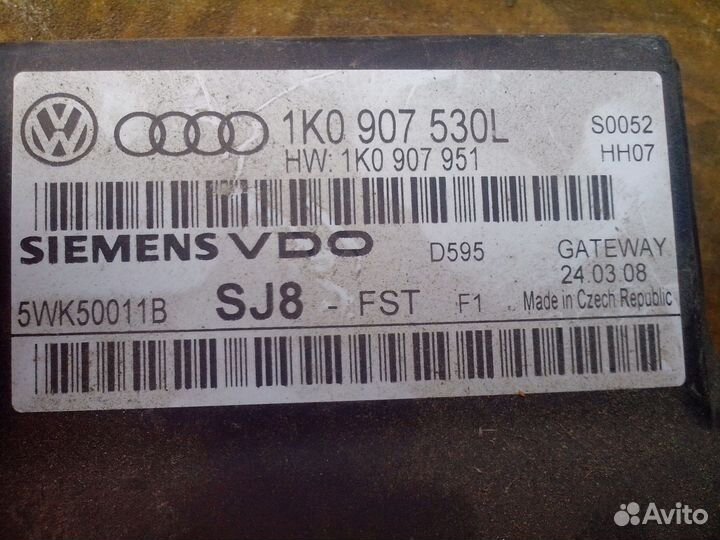 1K0 907 530L S0052
HW: 1K0 907 951 HH07
SIEMENS VDO D595 GATEWAY
24.03.08
5WK50011B SJ8 - FST F1 Made in Czech Republic
Avito